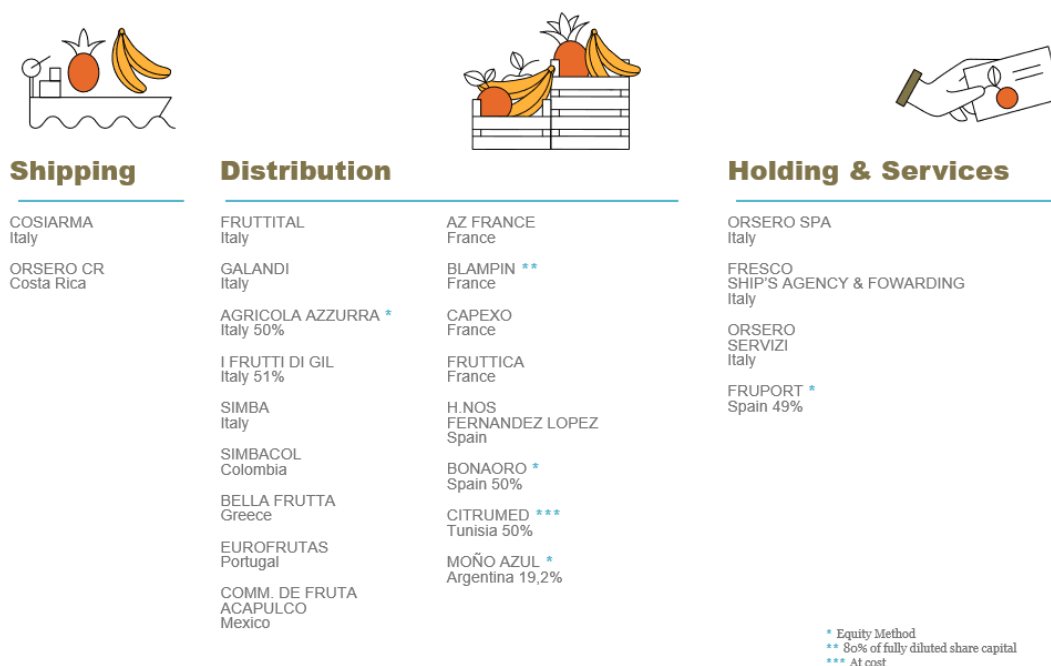 Shipping
COSIARMA
Italy
ORSERO CR
Costa Rica
Distribution
FRUTTITAL
Italy
GALANDI
Italy
AGRICOLA AZZURRA *
Italy 50%
I FRUTTI DI GIL
Italy 51%
SIMBA
Italy
SIMBACOL
Colombia
BELLA FRUTTA
Greece
EUROFRUTAS
Portugal
COMM. DE FRUTA
ACAPULCO
Mexico
AZ FRANCE
France
BLAMPIN **
France
CAPEXO
France
FRUTTICA
France
H.NOS
FERNANDEZ LOPEZ
Spain
BONAORO *
Spain 50%
CITRUMED ***
Tunisia 50%
MOÑO AZUL *
Argentina 19,2%
Holding & Services
ORSERO SPA
Italy
FRESCO
SHIP'S AGENCY & FOWARDING
Italy
ORSERO
SERVIZI
Italy
FRUPORT *
Spain 49%
* Equity Method
** 80% of fully diluted share capital
*** At cost